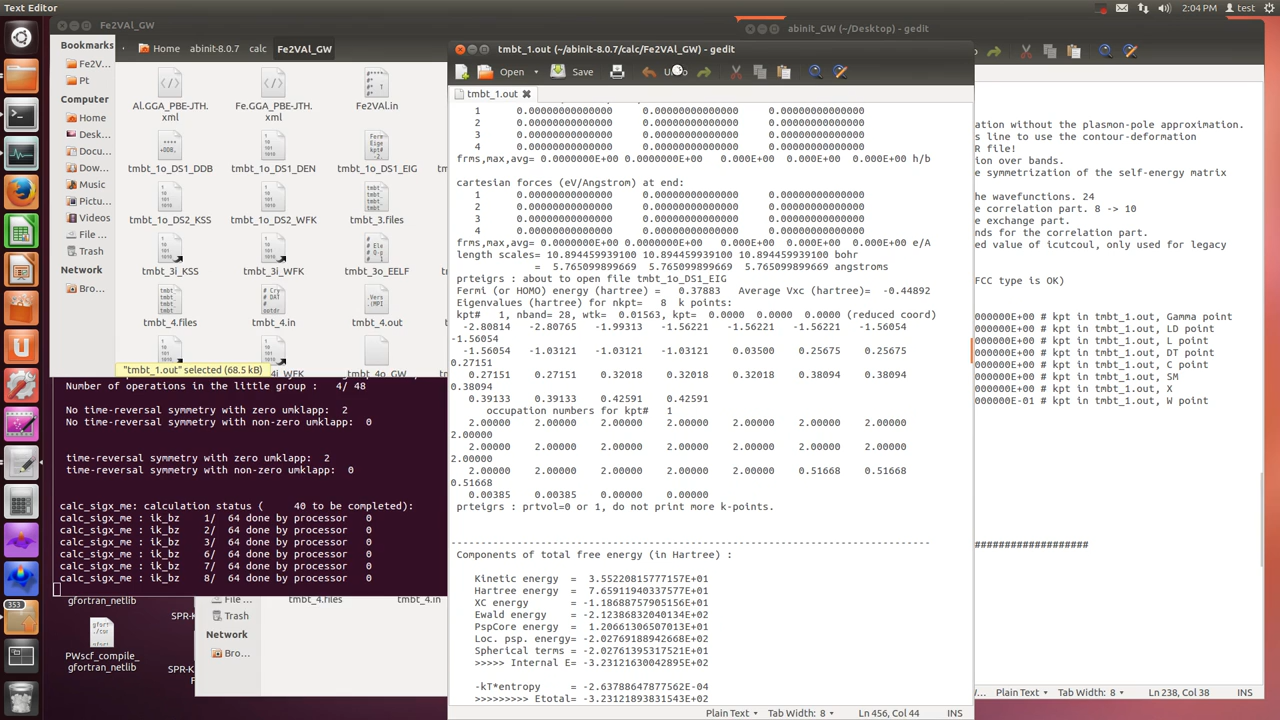 Text Editor
2:04 PM
test
Fe2VAl_GW
Bookmarks
Fe2V...
Pt
Computer
Home
Desk...
Docu...
Dow...
Music
Pictu...
Videos
File ...
Trash
Network
Bro...
Home
abinit-8.0.7
calc
Fe2VAl_GW
Al.GGA_PBE-JTH.
xml
Fe.GGA_PBE-JTH.
xml
Fe2VAl.in
tmbt_1o_DS1_DDB
tmbt_1o_DS1_DEN
tmbt_1o_DS1_EIG
tmbt_1o_DS2_KSS
tmbt_1o_DS2_WFK
tmbt_3.files
tmbt_3i_KSS
tmbt_3i_WFK
tmbt_3o_EELF
tmbt_4.files
tmbt_4.in
tmbt_4.out
tmbt_4o_GW
"tmbt_1.out" selected (68.5 kB)
Number of operations in the little group :   4/ 48
No time-reversal symmetry with zero umklapp:  2
No time-reversal symmetry with non-zero umklapp:  0
time-reversal symmetry with zero umklapp:  2
time-reversal symmetry with non-zero umklapp:  0
calc_sigx_me: calculation status (     40 to be completed):
calc_sigx_me : ik_bz    1/  64 done by processor   0
calc_sigx_me : ik_bz    2/  64 done by processor   0
calc_sigx_me : ik_bz    3/  64 done by processor   0
calc_sigx_me : ik_bz    6/  64 done by processor   0
calc_sigx_me : ik_bz    7/  64 done by processor   0
calc_sigx_me : ik_bz    8/  64 done by processor   0
353
gfortran_netlib
PWscf_compile_
gfortran_netlib
SPR-K
SPR-K
File ...
Trash
Network
Bro...
tmbt_4.files
tmbt_4.in
tmbt_1.out (~/abinit-8.0.7/calc/Fe2VAl_GW) - gedit
Open
Save
Undo
tmbt_1.out
1      0.00000000000000     0.00000000000000     0.00000000000000
2      0.00000000000000     0.00000000000000     0.00000000000000
3      0.00000000000000     0.00000000000000     0.00000000000000
4      0.00000000000000     0.00000000000000     0.00000000000000
frms,max,avg= 0.0000000E+00 0.0000000E+00   0.000E+00  0.000E+00  0.000E+00 h/b
cartesian forces (eV/Angstrom) at end:
1      0.00000000000000     0.00000000000000     0.00000000000000
2      0.00000000000000     0.00000000000000     0.00000000000000
3      0.00000000000000     0.00000000000000     0.00000000000000
4      0.00000000000000     0.00000000000000     0.00000000000000
frms,max,avg= 0.0000000E+00 0.0000000E+00   0.000E+00  0.000E+00  0.000E+00 e/A
length scales= 10.894459939100 10.894459939100 10.894459939100 bohr
=  5.765099899669  5.765099899669  5.765099899669 angstroms
prteigrs : about to open file tmbt_1o_DS1_EIG
Fermi (or HOMO) energy (hartree) =   0.37883   Average Vxc (hartree)=  -0.44892
Eigenvalues (hartree) for nkpt=   8  k points:
kpt#   1, nband= 28, wtk=  0.01563, kpt=  0.0000  0.0000  0.0000 (reduced coord)
-2.80814   -2.80765   -1.99313   -1.56221   -1.56221   -1.56221   -1.56054
-1.56054
-1.56054   -1.03121   -1.03121   -1.03121    0.03500    0.25675    0.25675
0.27151
0.27151    0.32018    0.32018    0.32018    0.38094    0.38094
0.38094
0.39133    0.39133    0.42591    0.42591
occupation numbers for kpt#   1
2.00000    2.00000    2.00000    2.00000    2.00000    2.00000    2.00000
2.00000
2.00000    2.00000    2.00000    2.00000    2.00000    2.00000    2.00000
2.00000
2.00000    2.00000    2.00000    2.00000    2.00000    0.51668    0.51668
0.51668
0.00385    0.00385    0.00000    0.00000
prteigrs : prtvol=0 or 1, do not print more k-points.
--------------------------------------------------------------------------------
Components of total free energy (in Hartree) :
Kinetic energy  =  3.55220815777157E+01
Hartree energy  =  7.65911940337577E+01
XC energy       = -1.18688757905156E+01
Ewald energy    = -2.12386832040134E+02
PspCore energy  =  1.20661306507013E+01
Loc. psp. energy= -2.02769188942668E+02
Spherical terms = -2.02761395317521E+01
>>>>> Internal E= -3.23121630042895E+02
-kT*entropy     = -2.63788647877562E-04
>>>>>>>>> Etotal= -3.23121893831543E+02
Plain Text
Tab Width: 8
Ln 456, Col 44
INS
abinit_GW (~/Desktop) - gedit
ation without the plasmon-pole approximation.
s line to use the contour-deformation
R file!
ion over bands.
e symmetrization of the self-energy matrix
he wavefunctions. 24
e correlation part. 8 -> 10
e exchange part.
nds for the correlation part.
ed value of icutcoul, only used for legacy
FCC type is OK)
000000E+00 # kpt in tmbt_1.out, Gamma point
000000E+00 # kpt in tmbt_1.out, LD point
000000E+00 # kpt in tmbt_1.out, L point
000000E+00 # kpt in tmbt_1.out, DT point
000000E+00 # kpt in tmbt_1.out, C point
000000E+00 # kpt in tmbt_1.out, SM
000000E+00 # kpt in tmbt_1.out, X
000000E-01 # kpt in tmbt_1.out, W point
###################
Plain Text
Tab Width: 8
Ln 238, Col 38
INS